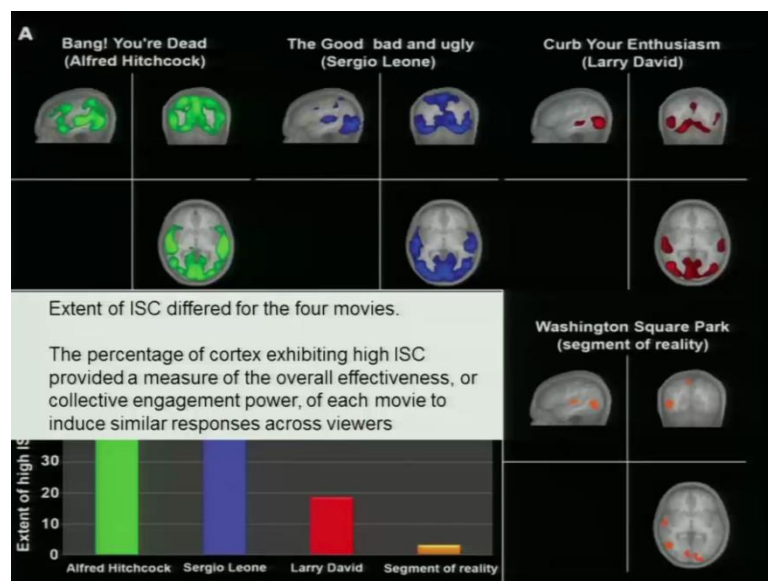 A
Bang! You're Dead
(Alfred Hitchcock)
The Good bad and ugly
(Sergio Leone)
Curb Your Enthusiasm
(Larry David)
Extent of ISC differed for the four movies.
The percentage of cortex exhibiting high ISC
provided a measure of the overall effectiveness, or
collective engagement power, of each movie to
induce similar responses across viewers
Washington Square Park
(segment of reality)
Extent of high
30
20
10
0
Alfred Hitchcock
Sergio Leone
Larry David
Segment of reality